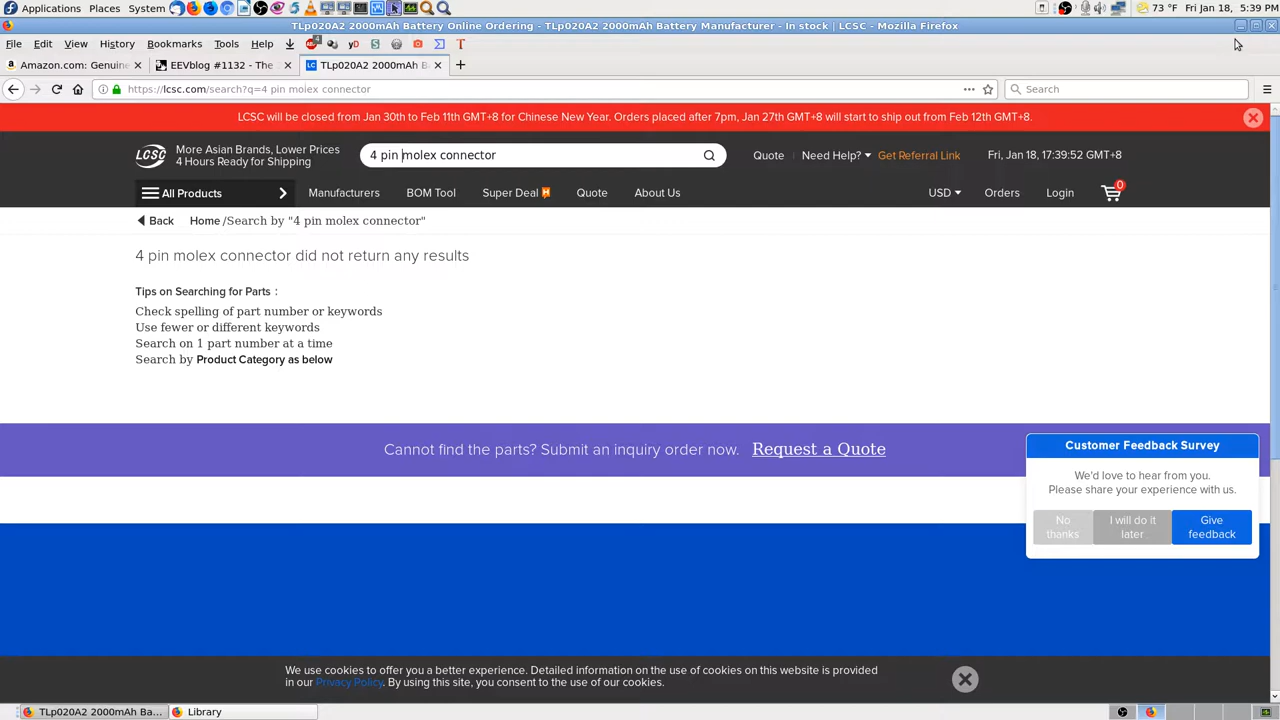 Applications Places System 73 °F Fri Jan 18, 5:39 PM
TLp020A2 2000mAh Battery Online Ordering - TLp020A2 2000mAh Battery Manufacturer - In stock | LCSC - Mozilla Firefox
File Edit View History Bookmarks Tools Help
Amazon.com: Genuine EEVblog #1132 - The LC TLp020A2 2000mAh B
https://lcsc.com/search?q=4 pin molex connector Search
LCSC will be closed from Jan 30th to Feb 11th GMT+8 for Chinese New Year. Orders placed after 7pm, Jan 27th GMT+8 will start to ship out from Feb 12th GMT+8.
LCSC More Asian Brands, Lower Prices
4 Hours Ready for Shipping
4 pin molex connector Quote Need Help? Get Referral Link Fri, Jan 18, 17:39:52 GMT+8
All Products Manufacturers BOM Tool Super Deal Quote About Us USD Orders Login 0
Back Home /Search by "4 pin molex connector"
4 pin molex connector did not return any results
Tips on Searching for Parts :
Check spelling of part number or keywords
Use fewer or different keywords
Search on 1 part number at a time
Search by Product Category as below
Cannot find the parts? Submit an inquiry order now. Request a Quote
Customer Feedback Survey
We'd love to hear from you.
Please share your experience with us.
No thanks
I will do it later
Give feedback
We use cookies to offer you a better experience. Detailed information on the use of cookies on this website is provided
in our Privacy Policy. By using this site, you consent to the use of our cookies.
TLp020A2 2000mAh Ba... Library